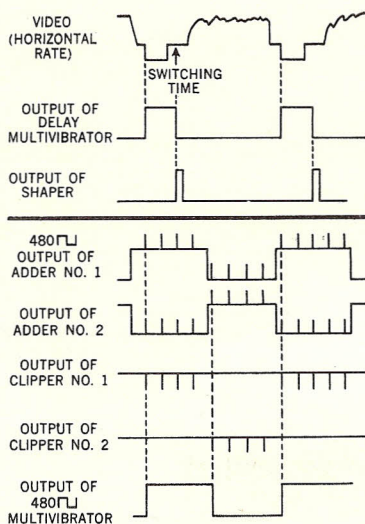 VIDEO
(HORIZONTAL
RATE)
SWITCHING
TIME
OUTPUT OF
DELAY
MULTIVIBRATOR
OUTPUT OF
SHAPER
480
OUTPUT OF
ADDER NO. 1
OUTPUT OF
ADDER NO. 2
OUTPUT OF
CLIPPER NO. 1
OUTPUT OF
CLIPPER NO. 2
OUTPUT OF
480
MULTIVIBRATOR